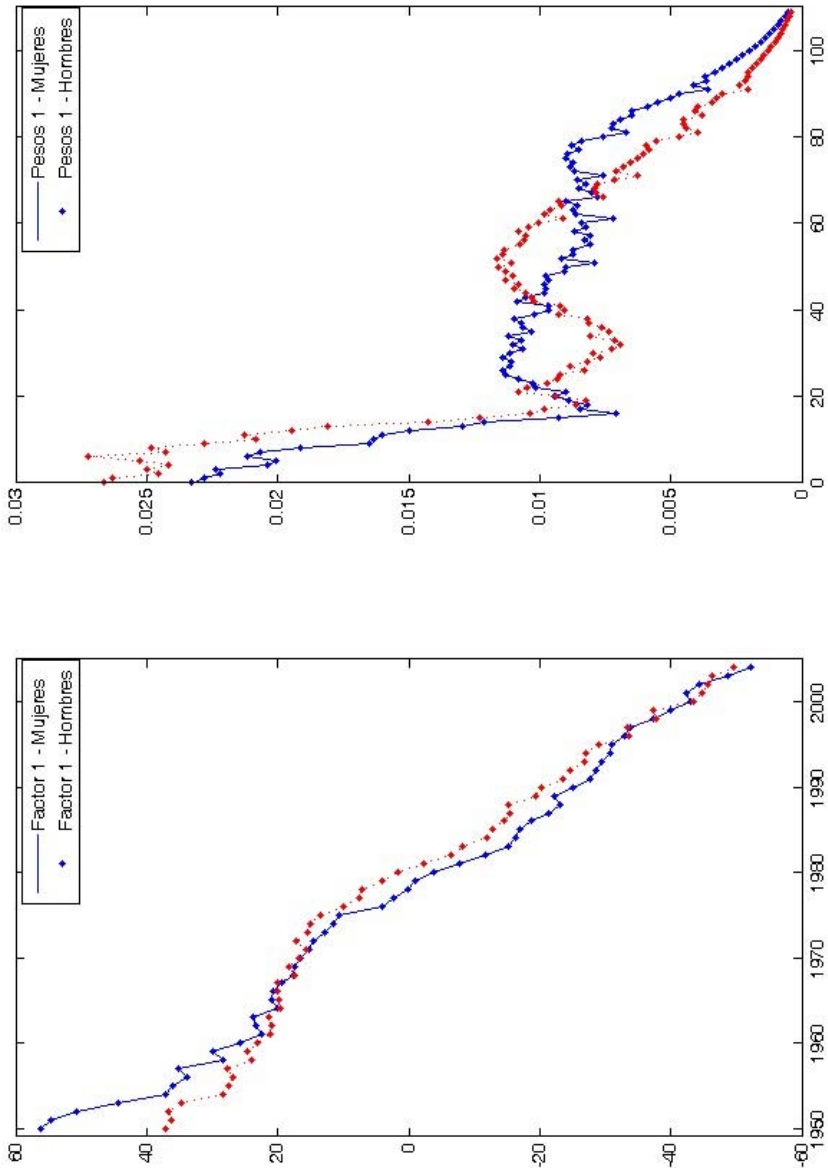 0.03
0.025
0.02
0.015
0.01
0.005
0
0 20 40 60 80 100
Pesos 1 - Mujeres
Pesos 1 - Hombres
60
40
20
0
-20
-40
-60
1950 1960 1970 1980 1990 2000
Factor 1 - Mujeres
Factor 1 - Hombres